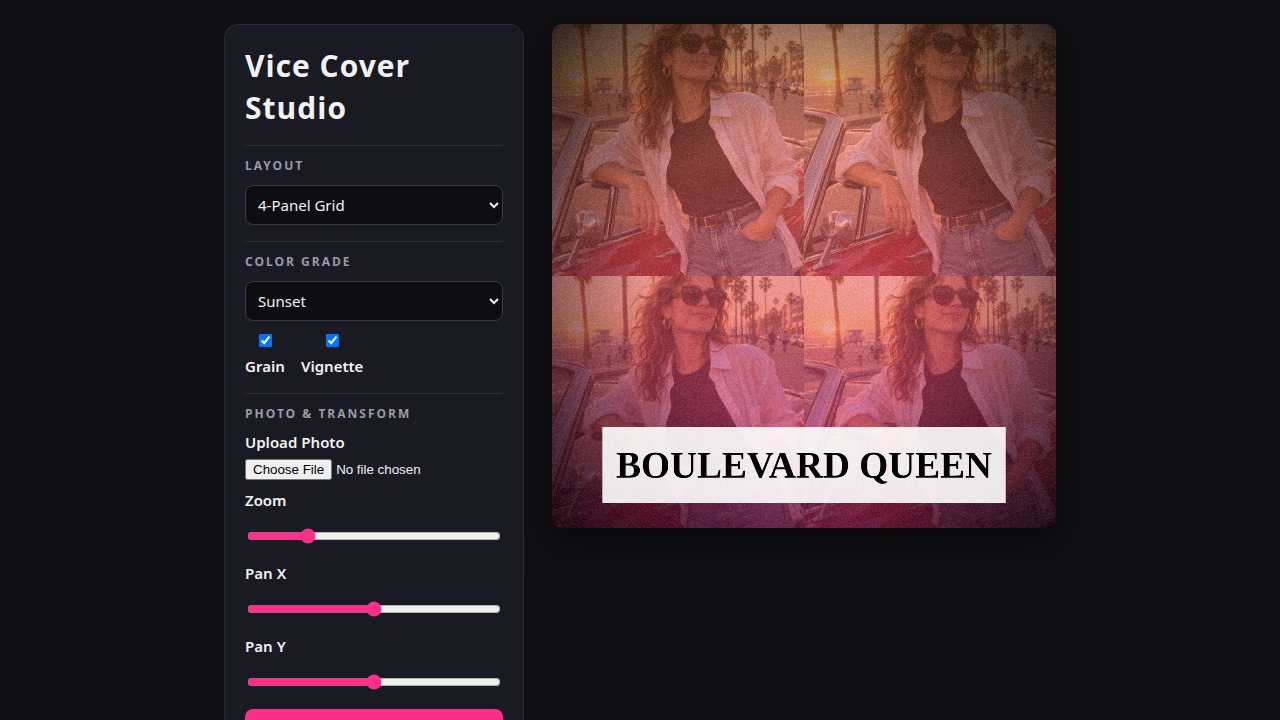 Vice Cover
Studio
LAYOUT
4-Panel Grid
COLOR GRADE
Sunset
Grain Vignette
PHOTO & TRANSFORM
Upload Photo
Choose File No file chosen
Zoom
Pan X
Pan Y
BOULEVARD QUEEN